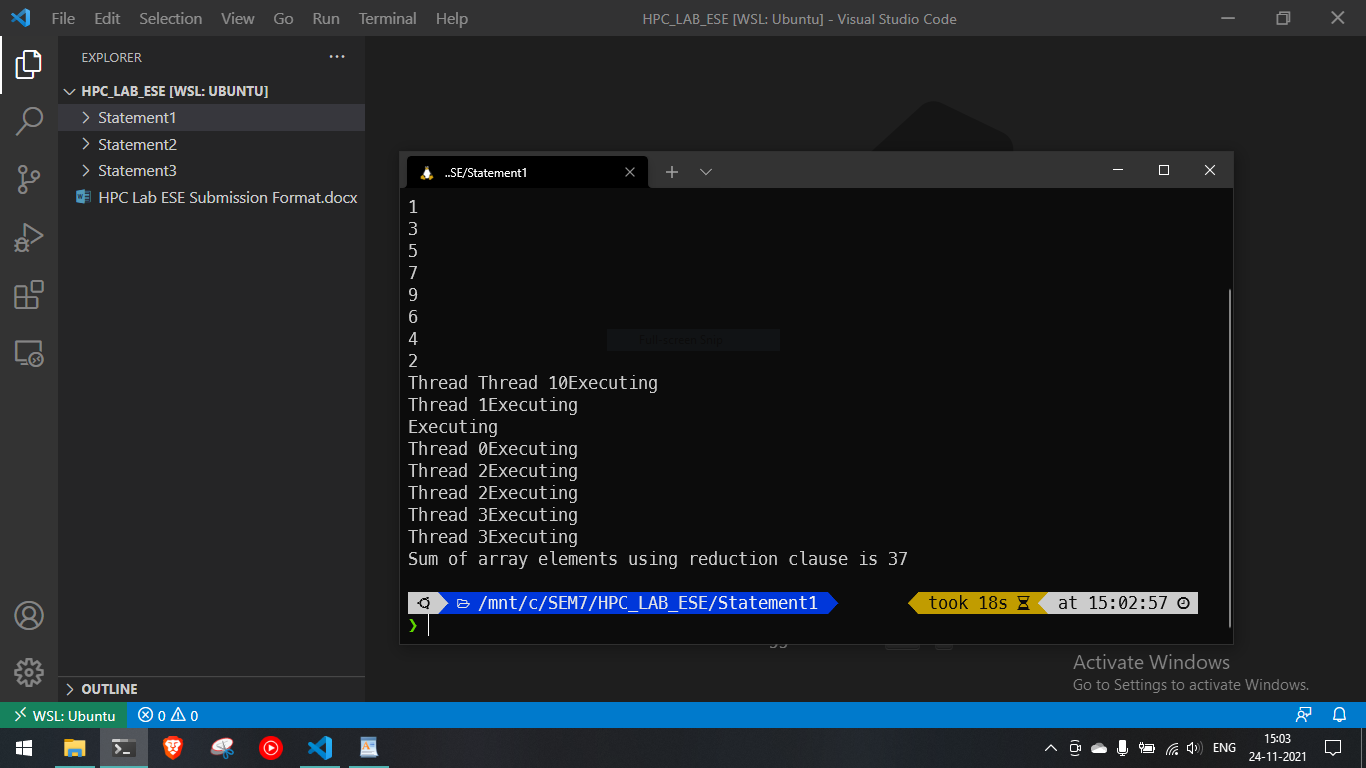 File Edit Selection View Go Run Terminal Help
HPC_LAB_ESE [WSL: Ubuntu] - Visual Studio Code
EXPLORER
HPC_LAB_ESE [WSL: UBUNTU]
Statement1
Statement2
Statement3
HPC Lab ESE Submission Format.docx
OUTLINE
..SE/Statement1
1
3
5
7
9
6
4
2
Thread Thread 10Executing
Thread 1Executing
Executing
Thread 0Executing
Thread 2Executing
Thread 2Executing
Thread 3Executing
Thread 3Executing
Sum of array elements using reduction clause is 37
/mnt/c/SEM7/HPC_LAB_ESE/Statement1 took 18s at 15:02:57
❯
Full-screen Snip
Activate Windows
Go to Settings to activate Windows.
WSL: Ubuntu 0 0
ENG
15:03
24-11-2021